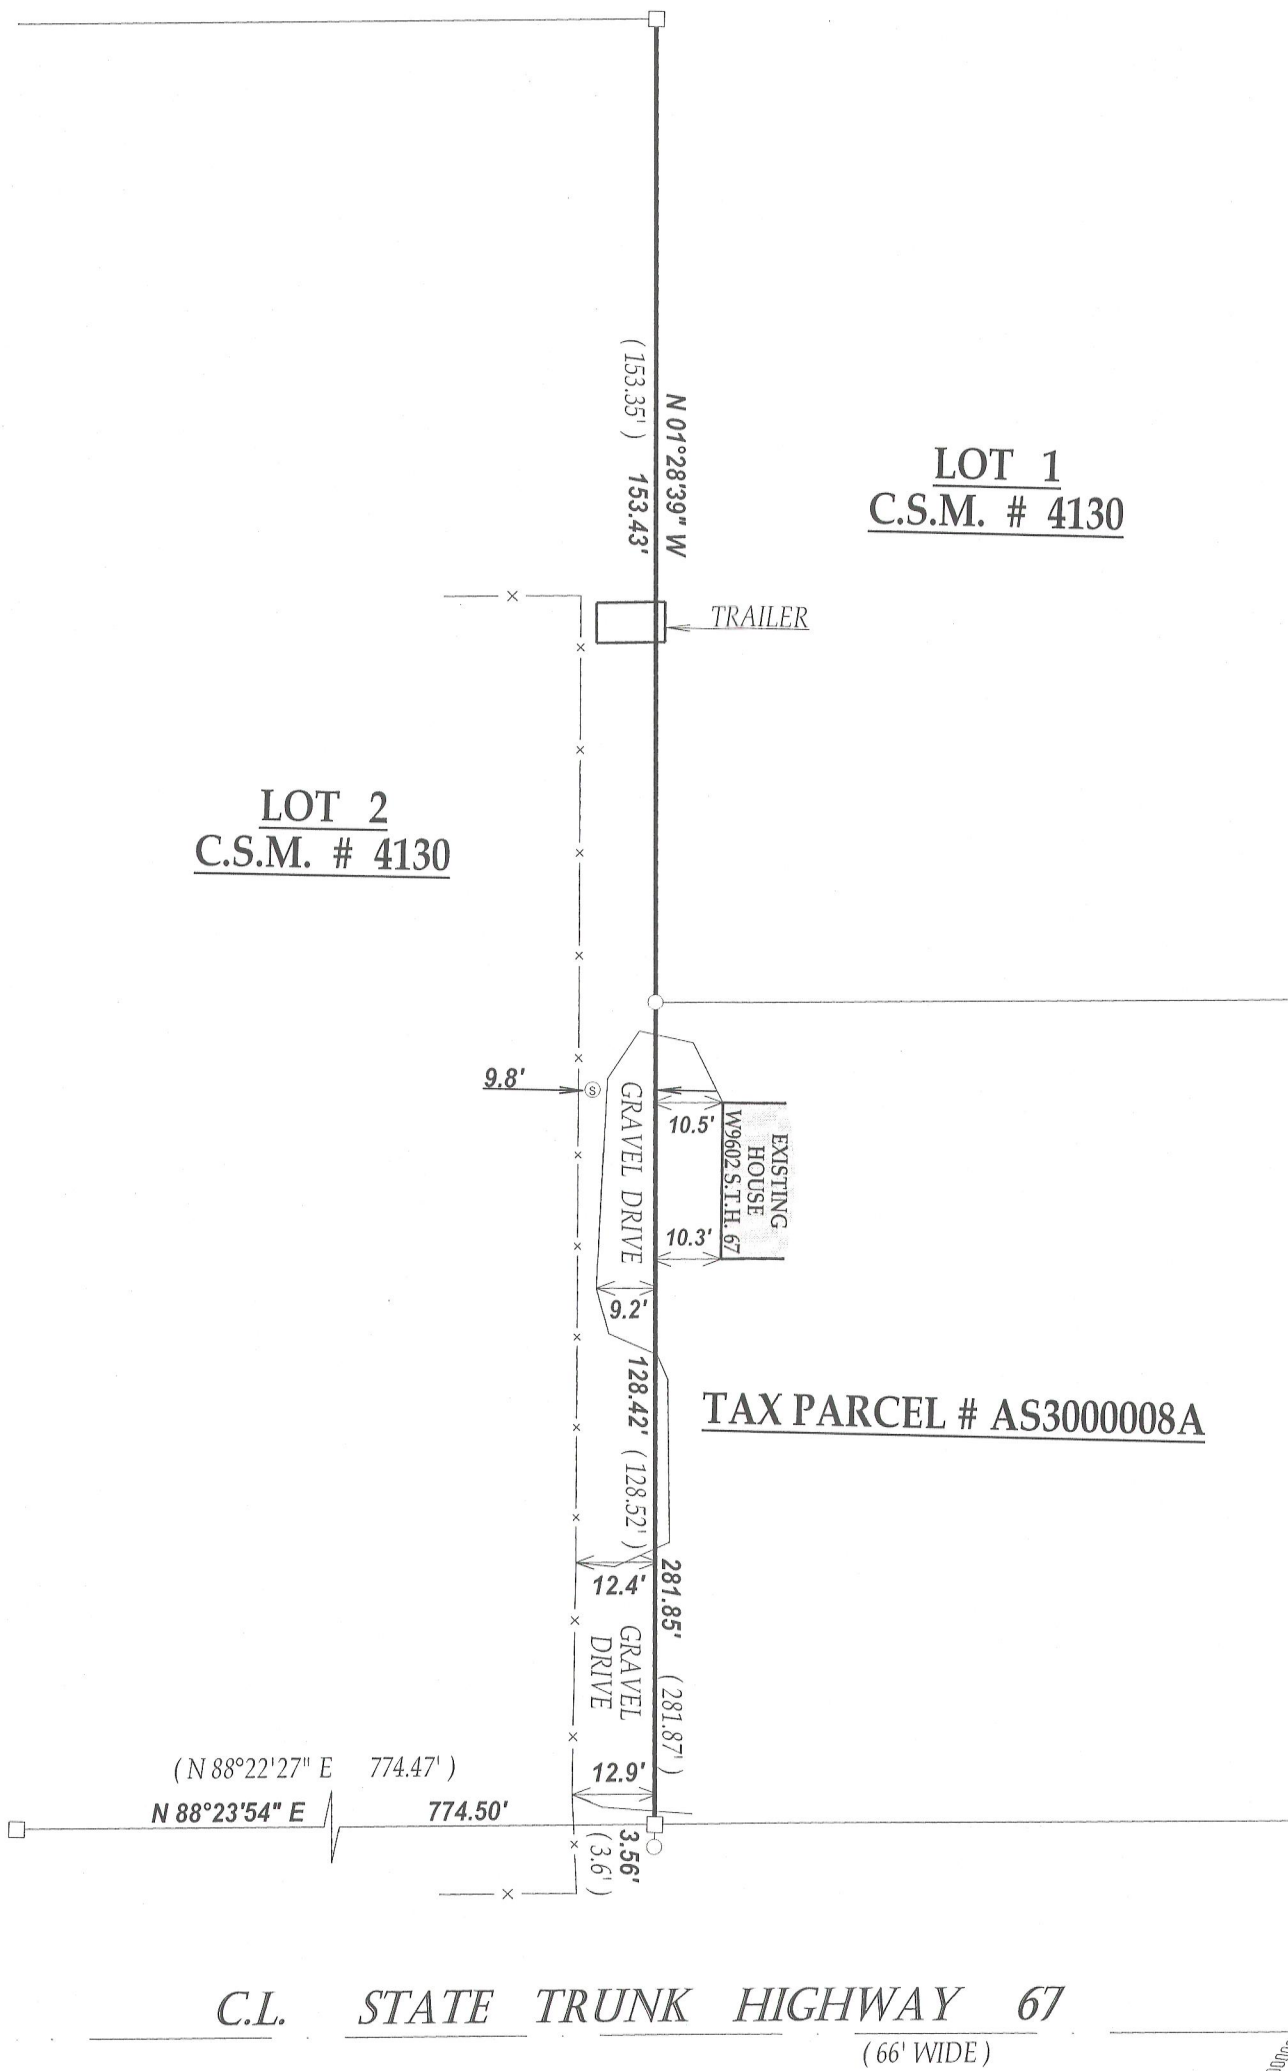 N 01°28'39" W
( 153.35' ) 153.43'
LOT 1
C.S.M. # 4130
TRAILER
LOT 2
C.S.M. # 4130
9.8'
S
GRAVEL DRIVE
10.5'
EXISTING
HOUSE
W9602 S.T.H. 67
10.3'
9.2'
128.42' ( 128.52' )
TAX PARCEL # AS3000008A
12.4'
281.85' ( 281.87' )
GRAVEL
DRIVE
12.9'
( N 88°22'27" E 774.47' )
N 88°23'54" E 774.50'
3.56'
( 3.6' )
C.L. STATE TRUNK HIGHWAY 67
( 66' WIDE )